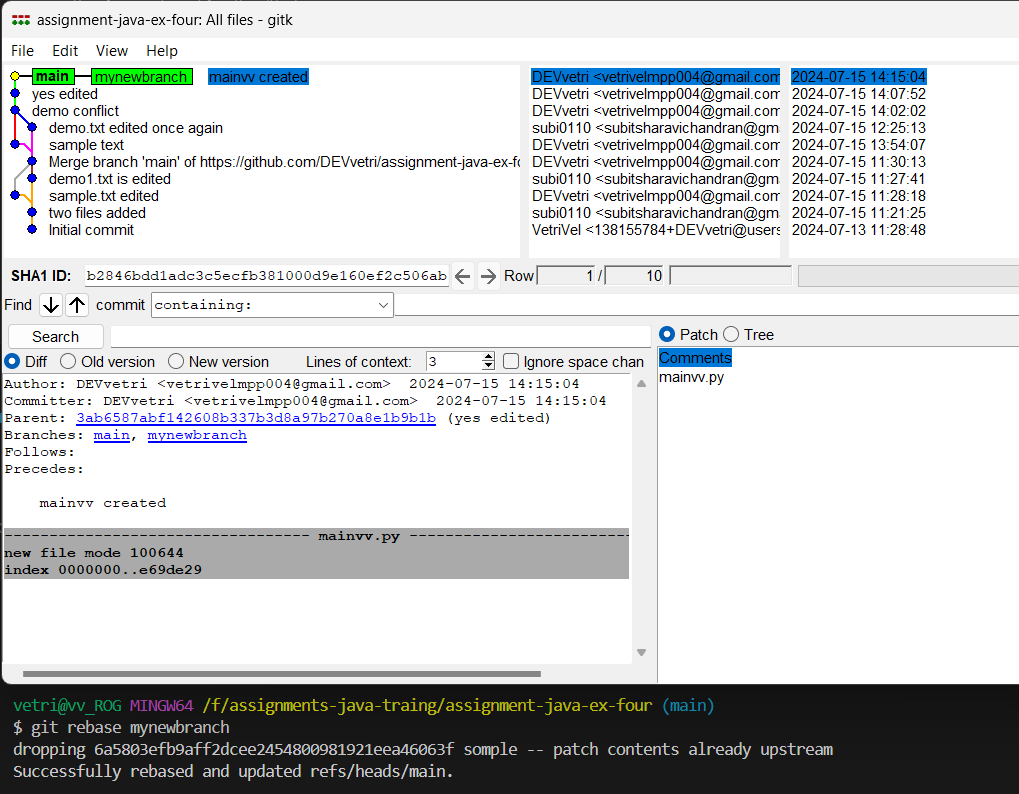 assignment-java-ex-four: All files - gitk
File Edit View Help
main mynewbranch mainvv created DEVvetri <vetrivelmpp004@gmail.com 2024-07-15 14:15:04
yes edited DEVvetri <vetrivelmpp004@gmail.com 2024-07-15 14:07:52
demo conflict DEVvetri <vetrivelmpp004@gmail.com 2024-07-15 14:02:02
demo.txt edited once again subi0110 <subitsharavichandran@gm 2024-07-15 12:25:13
sample text DEVvetri <vetrivelmpp004@gmail.com 2024-07-15 13:54:07
Merge branch 'main' of https://github.com/DEVvetri/assignment-java-ex-fo DEVvetri <vetrivelmpp004@gmail.com 2024-07-15 11:30:13
demo1.txt is edited subi0110 <subitsharavichandran@gm 2024-07-15 11:27:41
sample.txt edited DEVvetri <vetrivelmpp004@gmail.com 2024-07-15 11:28:18
two files added subi0110 <subitsharavichandran@gm 2024-07-15 11:21:25
Initial commit VetriVel <138155784+DEVvetri@users 2024-07-13 11:28:48
SHA1 ID: b2846bdd1adc3c5ecfb381000d9e160ef2c506ab Row 1 / 10
Find commit containing:
Search
Patch Tree
Diff Old version New version Lines of context: 3 Ignore space chan
Comments
mainvv.py
Author: DEVvetri <vetrivelmpp004@gmail.com> 2024-07-15 14:15:04
Committer: DEVvetri <vetrivelmpp004@gmail.com> 2024-07-15 14:15:04
Parent: 3ab6587abf142608b337b3d8a97b270a8e1b9b1b (yes edited)
Branches: main, mynewbranch
Follows:
Precedes:
mainvv created
---------------------------------- mainvv.py -------------------------
new file mode 100644
index 0000000..e69de29
vetri@vv_ROG MINGW64 /f/assignments-java-traing/assignment-java-ex-four (main)
$ git rebase mynewbranch
dropping 6a5803efb9aff2dcee2454800981921eea46063f somple -- patch contents already upstream
Successfully rebased and updated refs/heads/main.